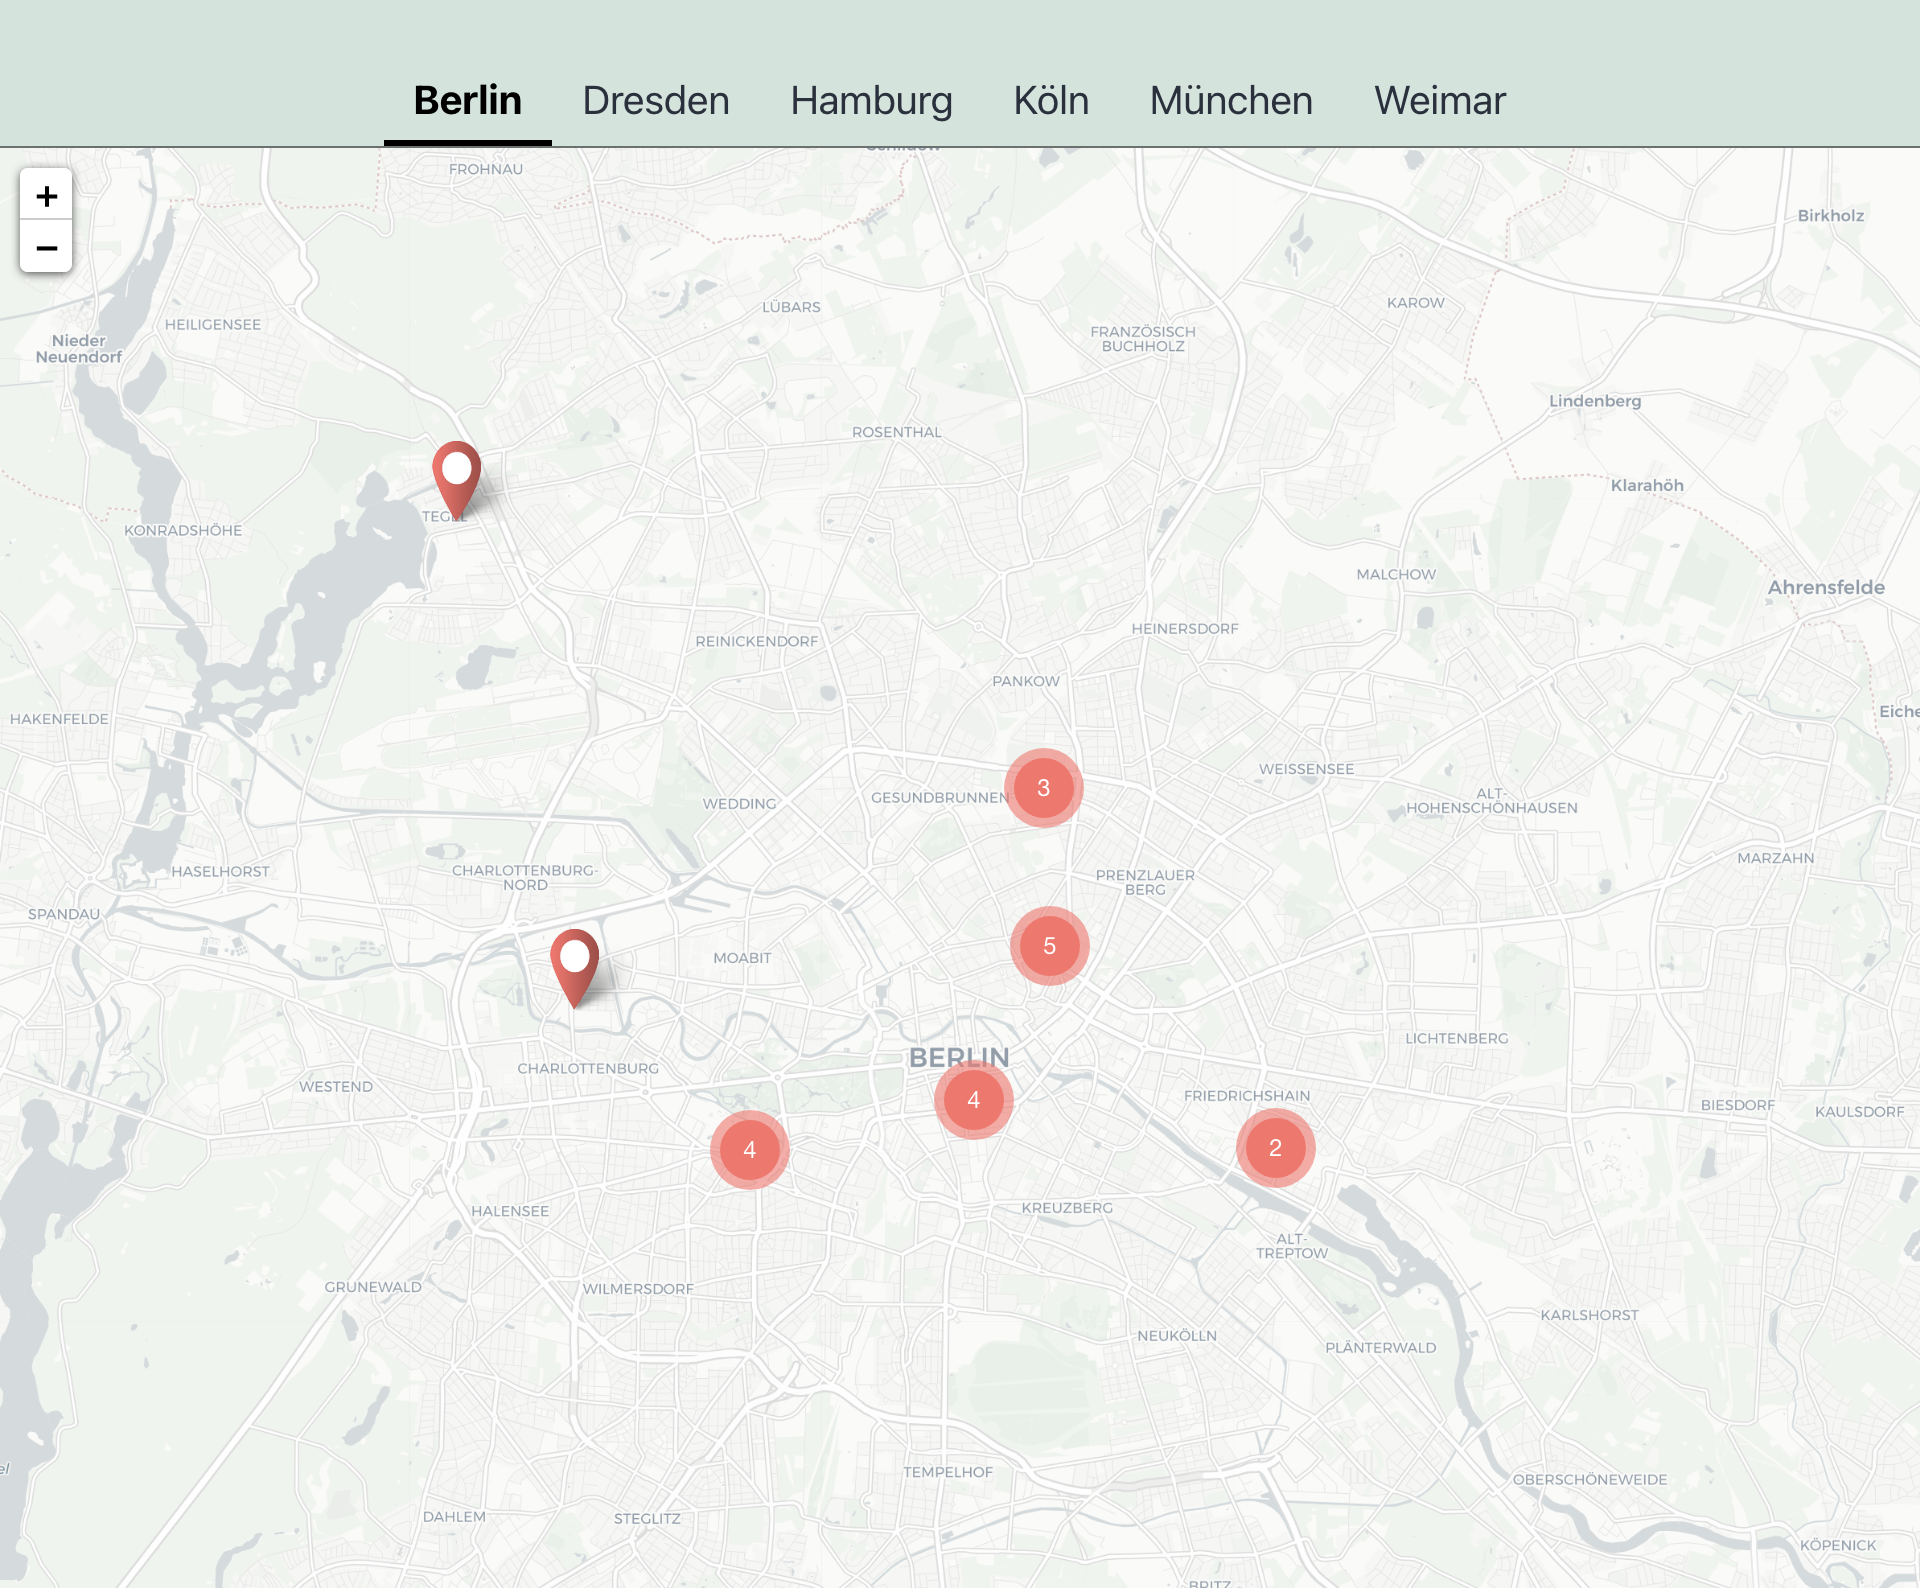 Berlin
Dresden
Hamburg
Köln
München
Weimar
+
−
FROHNAU
Birkholz
LÜBARS
KAROW
HEILIGENSEE
FRANZÖSISCH
BUCHHOLZ
Nieder
Neuendorf
Lindenberg
ROSENTHAL
Klarahöh
TEGEL
KONRADSHÖHE
MALCHOW
Ahrensfelde
HEINERSDORF
REINICKENDORF
PANKOW
HAKENFELDE
Eiche
WEISSENSEE
3
GESUNDBRUNNEN
WEDDING
ALT-
HOHENSCHÖNHAUSEN
MARZAHN
HASELHORST
CHARLOTTENBURG-
NORD
PRENZLAUER
BERG
SPANDAU
5
MOABIT
LICHTENBERG
BERLIN
CHARLOTTENBURG
WESTEND
FRIEDRICHSHAIN
4
BIESDORF
KAULSDORF
4
2
HALENSEE
KREUZBERG
ALT-
TREPTOW
GRUNEWALD
WILMERSDORF
KARLSHORST
NEUKÖLLN
PLÄNTERWALD
TEMPELHOF
OBERSCHÖNEWEIDE
DAHLEM
STEGLITZ
KÖPENICK
BRITZ